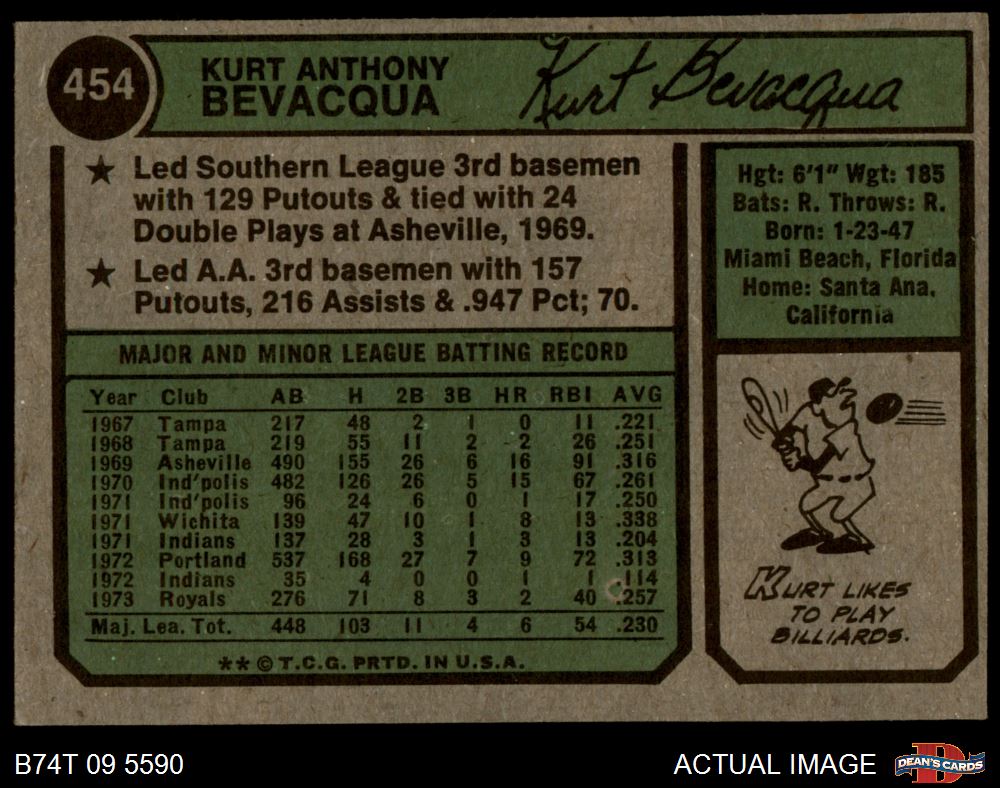 454
KURT ANTHONY
BEVACQUA
Kurt Bevacqua
★ Led Southern League 3rd basemen
with 129 Putouts & tied with 24
Double Plays at Asheville, 1969.
★ Led A.A. 3rd basemen with 157
Putouts, 216 Assists & .947 Pct; 70.
MAJOR AND MINOR LEAGUE BATTING RECORD
Year Club AB H 2B 3B HR RBI AVG
1967 Tampa 217 48 2 1 0 11 .221
1968 Tampa 219 55 11 2 2 26 .251
1969 Asheville 490 155 26 6 16 91 .316
1970 Ind'polis 482 126 26 5 15 67 .261
1971 Ind'polis 96 24 6 0 1 17 .250
1971 Wichita 139 47 10 1 8 13 .338
1971 Indians 137 28 3 1 3 13 .204
1972 Portland 537 168 27 7 9 72 .313
1972 Indians 35 4 0 0 1 1 .114
1973 Royals 276 71 8 3 2 40 .257
Maj. Lea. Tot. 448 103 11 4 6 54 .230
** © T.C.G. PRTD. IN U.S.A.
Hgt: 6'1" Wgt: 185
Bats: R. Throws: R.
Born: 1-23-47
Miami Beach, Florida
Home: Santa Ana,
California
KURT LIKES
TO PLAY
BILLIARDS.
B74T 09 5590
ACTUAL IMAGE
DEAN'S CARDS